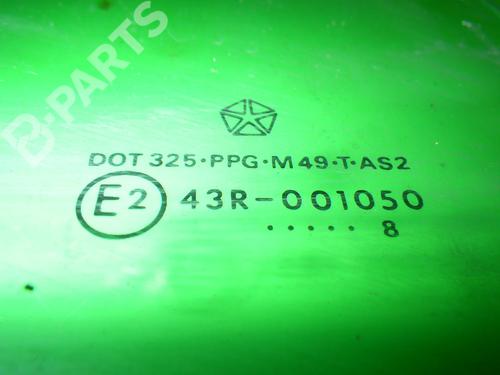 B-PARTS
DOT 325·PPG·M49·T·AS2
E2 43R-001050
····· 8